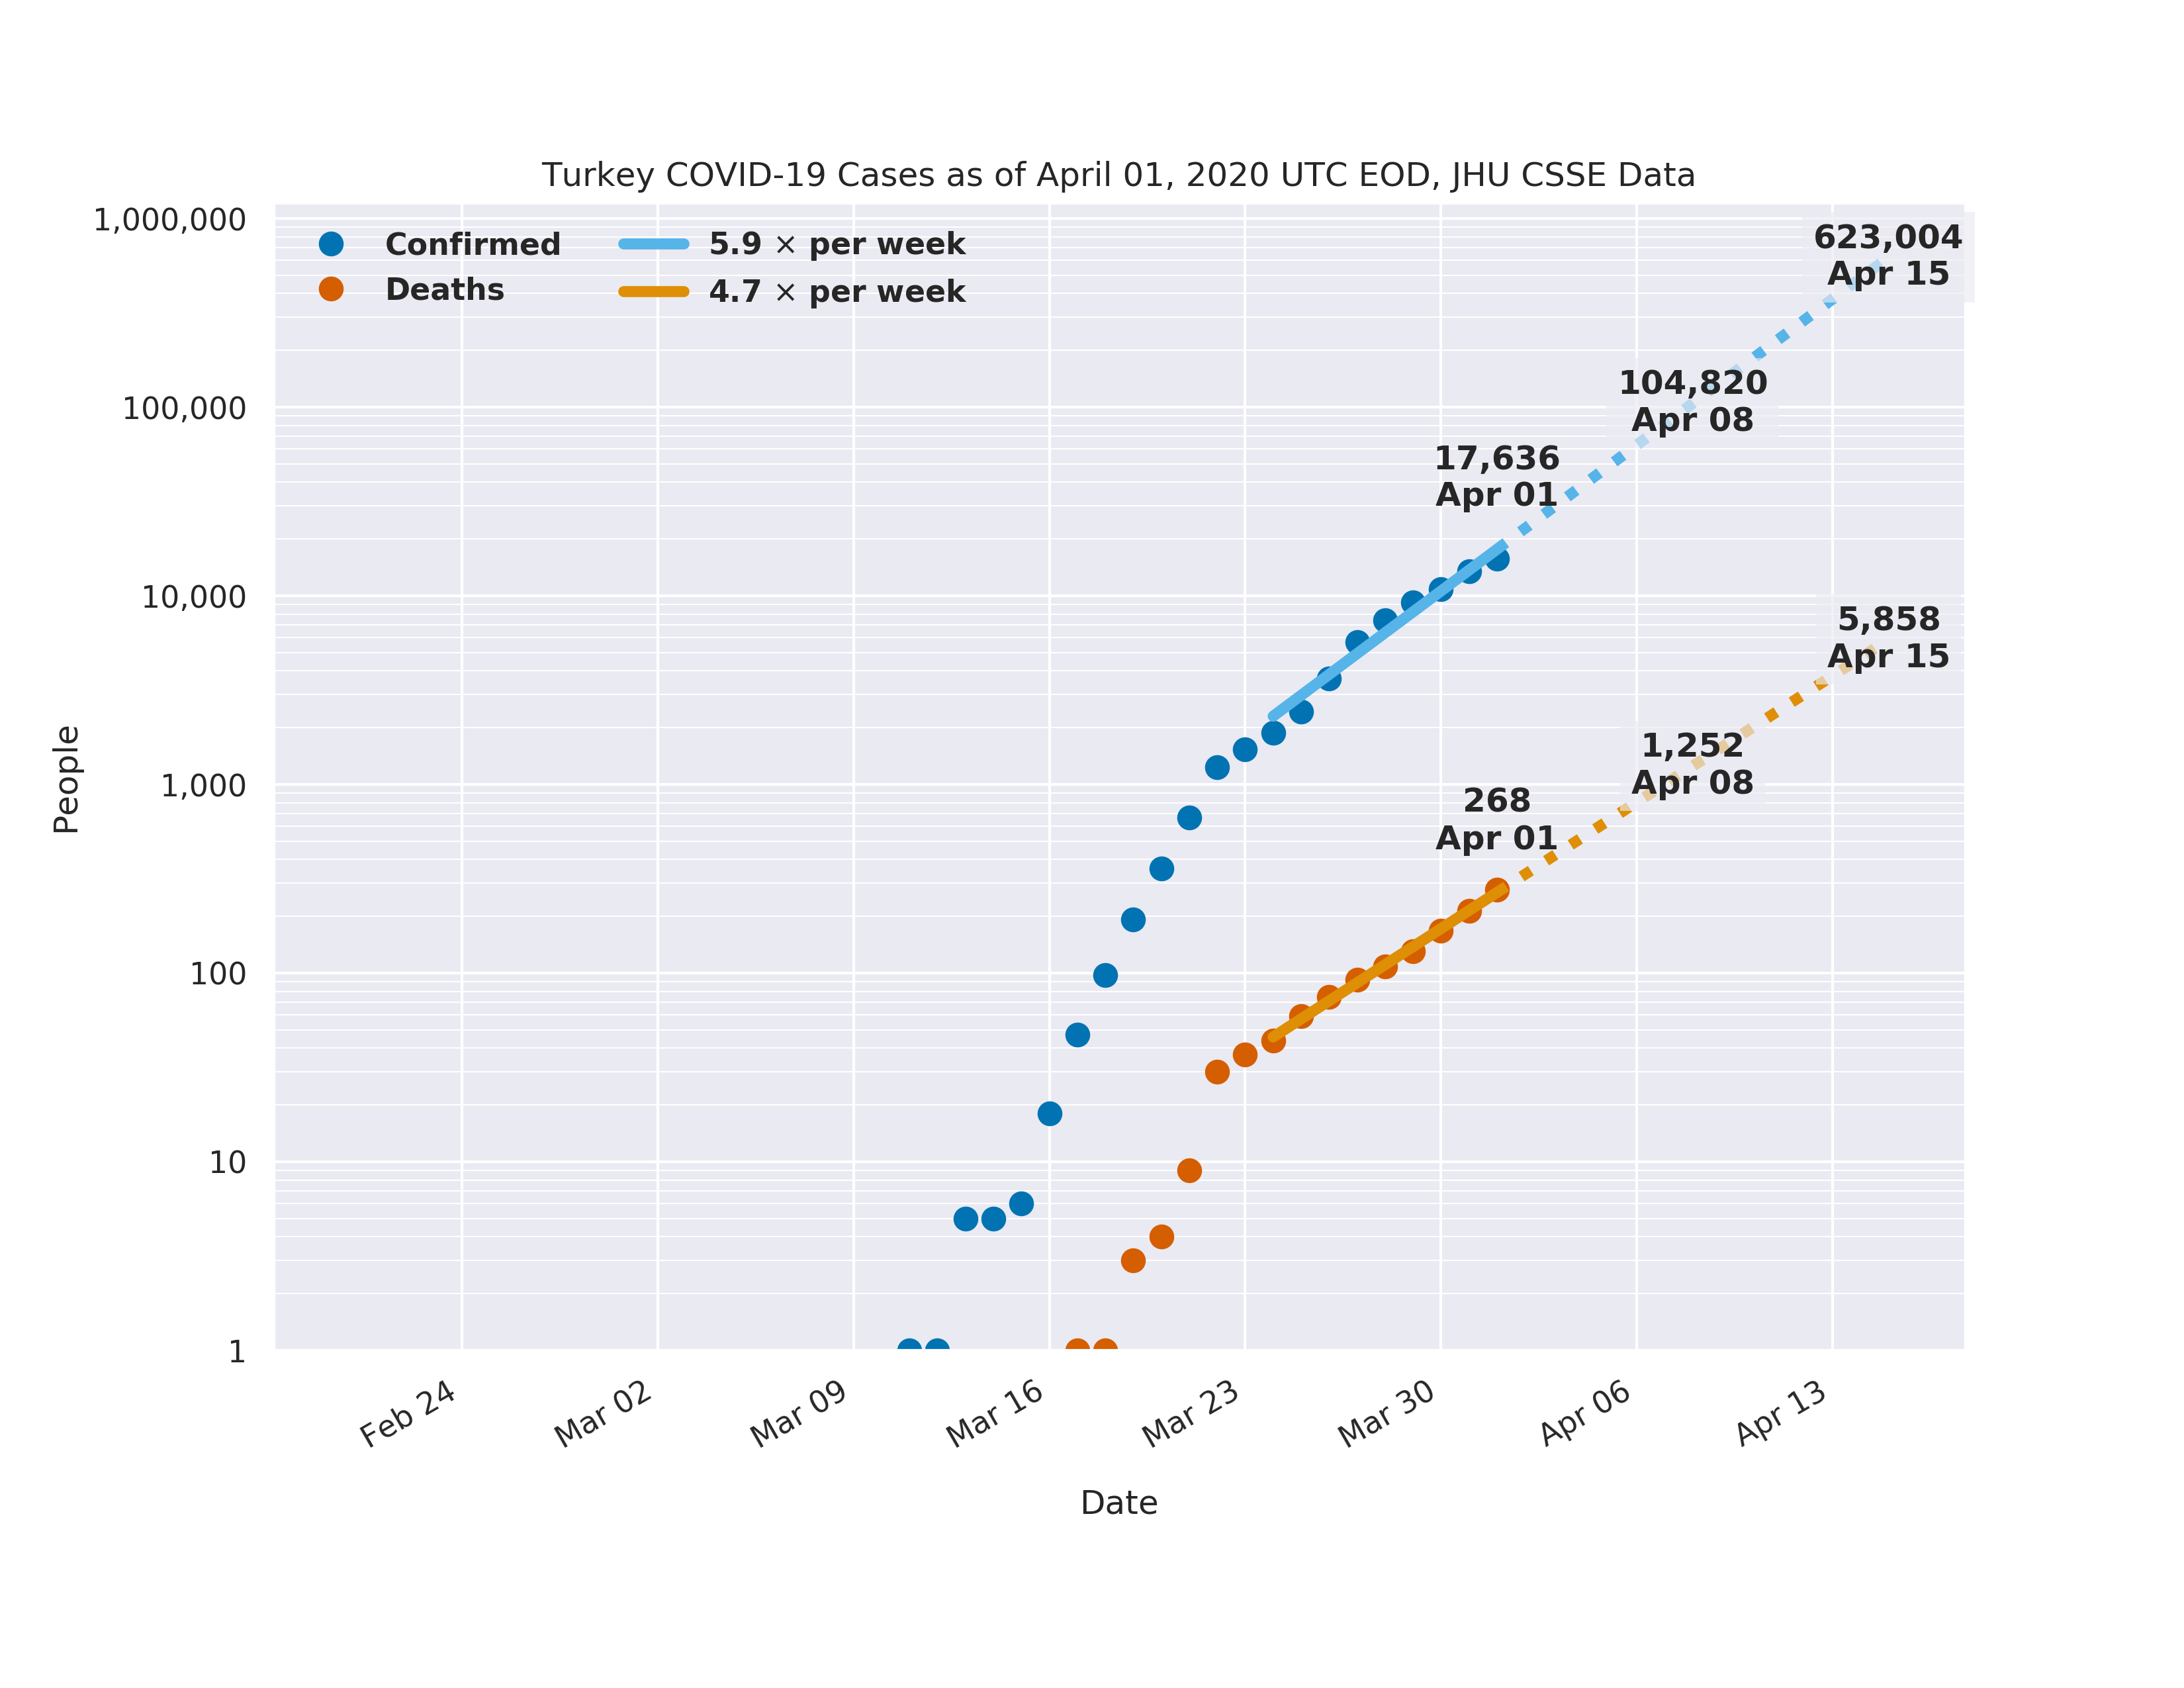 Turkey COVID-19 Cases as of April 01, 2020 UTC EOD, JHU CSSE Data
1,000,000
100,000
10,000
1,000
100
10
1
People
Confirmed
Deaths
5.9 × per week
4.7 × per week
623,004
Apr 15
104,820
Apr 08
17,636
Apr 01
5,858
Apr 15
1,252
Apr 08
268
Apr 01
Feb 24
Mar 02
Mar 09
Mar 16
Mar 23
Mar 30
Apr 06
Apr 13
Date